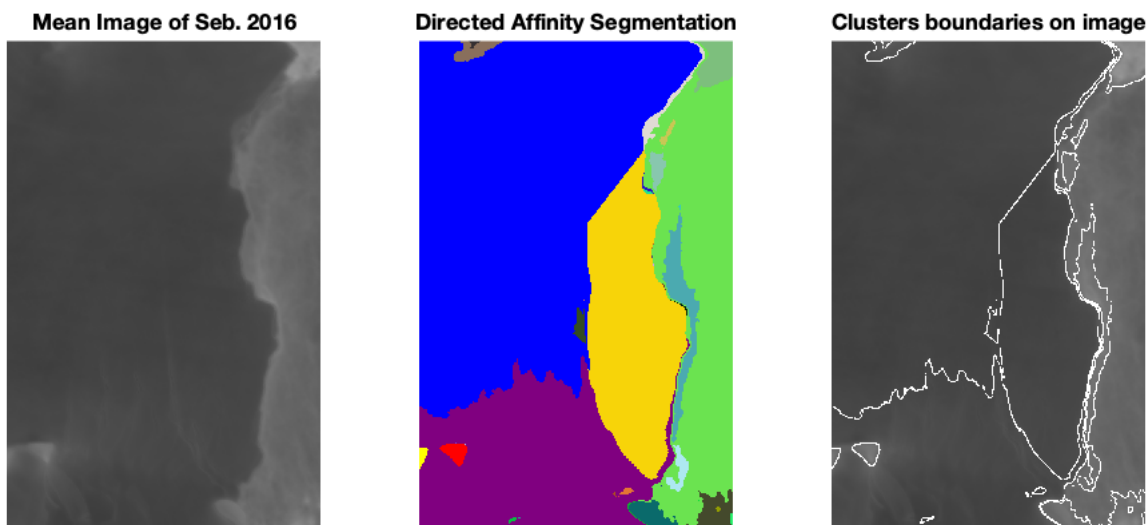 Mean Image of Seb. 2016
Directed Affinity Segmentation
Clusters boundaries on image